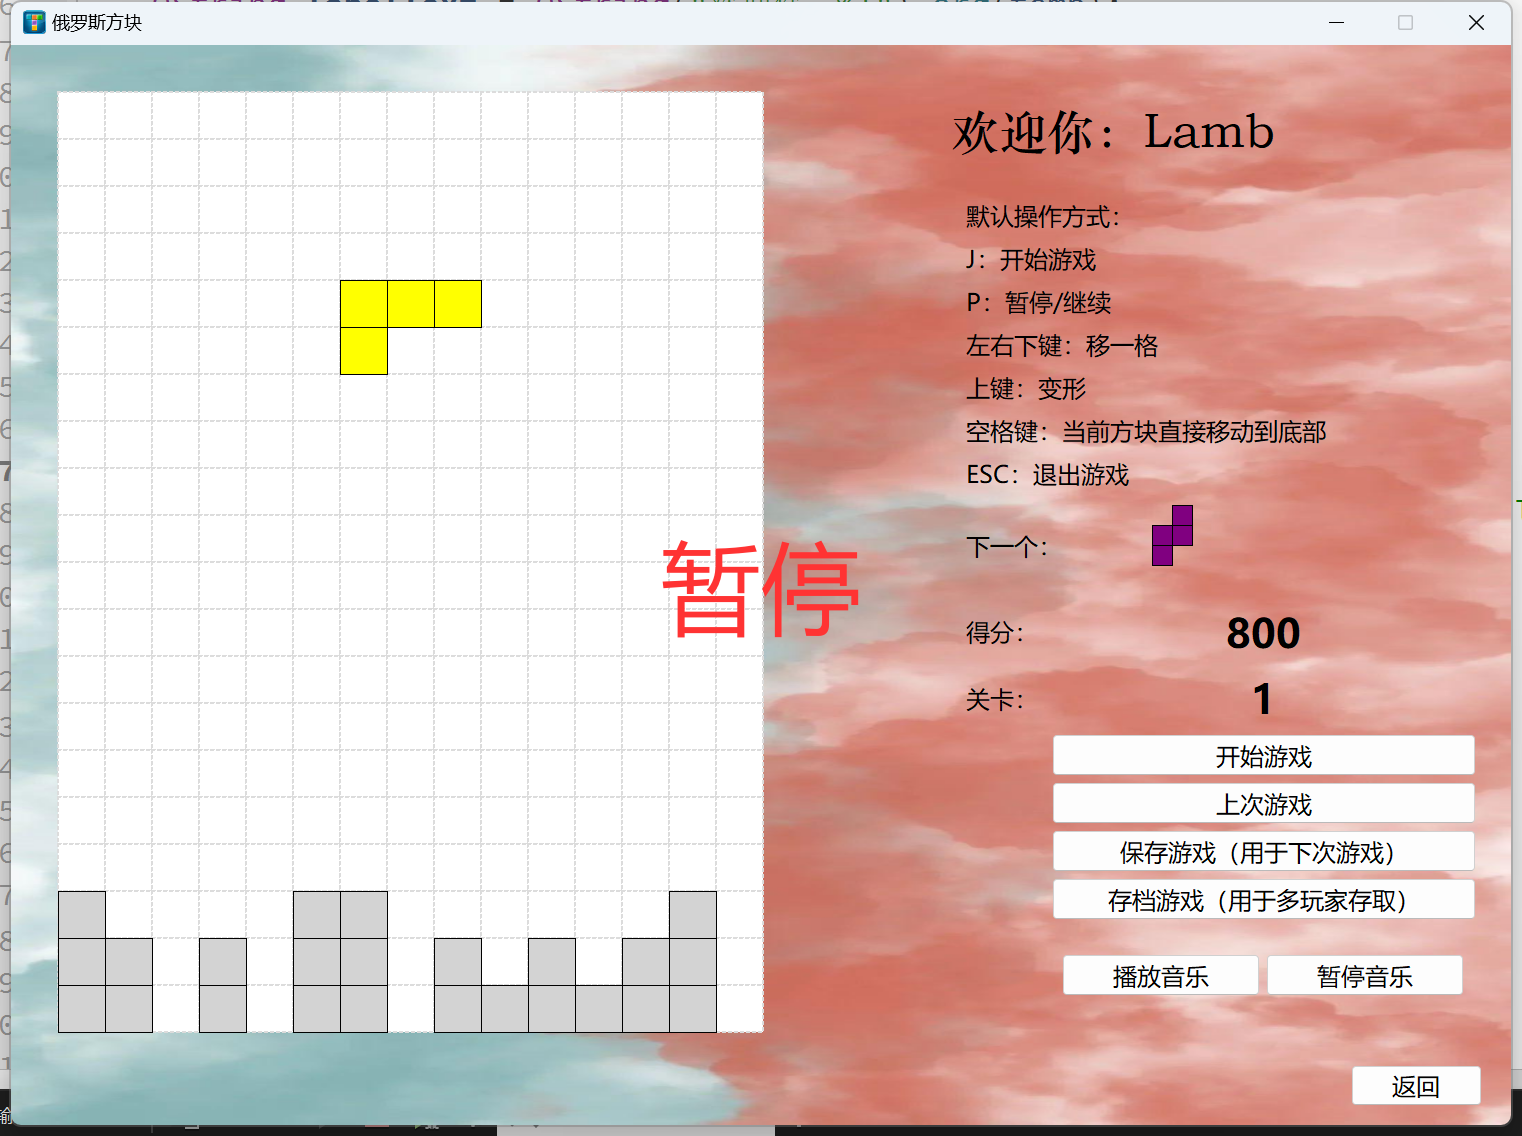 俄罗斯方块
欢迎你：Lamb
默认操作方式：
J：开始游戏
P：暂停/继续
左右下键：移一格
上键：变形
空格键：当前方块直接移动到底部
ESC：退出游戏
下一个：
暂停
得分：
800
关卡：
1
开始游戏
上次游戏
保存游戏（用于下次游戏）
存档游戏（用于多玩家存取）
播放音乐
暂停音乐
返回